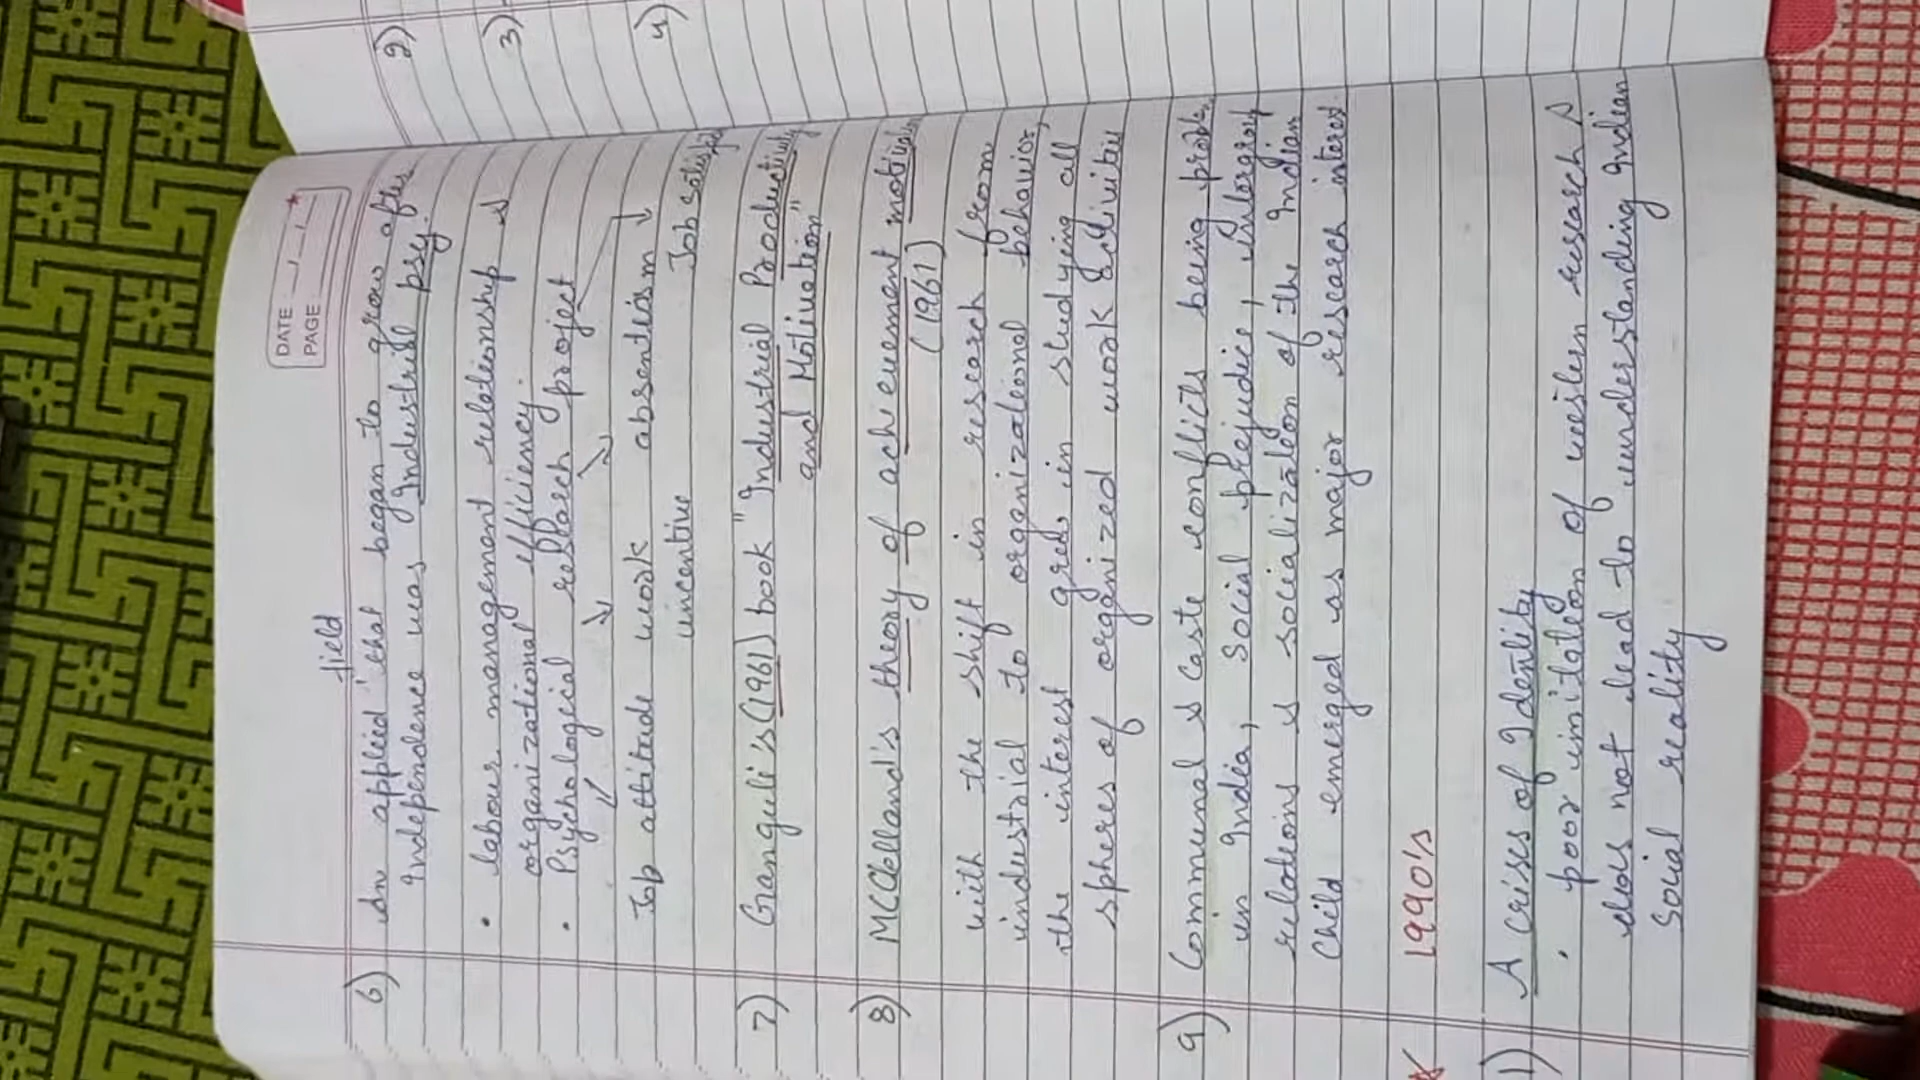 DATE : __/__/__
PAGE :
field
6) In applied that began to grow after
Independence was Industrial psy.
• labour management relationship &
organizational efficiency.
• Psychological research project
Job attitude work absenteism
incentive Job satisfac
7) Ganguli's (1961) book "Industrial Productivity
and Motivation"
8) MCClelland's theory of achievement motivation
(1961)
with the shift in research from
industrial to organizational behavior,
the interest grew in studying all
spheres of organized work activities
9) Communal & caste conflicts being
in India, social prejudice, intergroup
relations & socialization of the Indian
Child emerged as major research interest.
1990's
1) A crises of Identity
• poor imitation of western research &
does not lead to understanding Indian
Social reality
2)
3)
4)